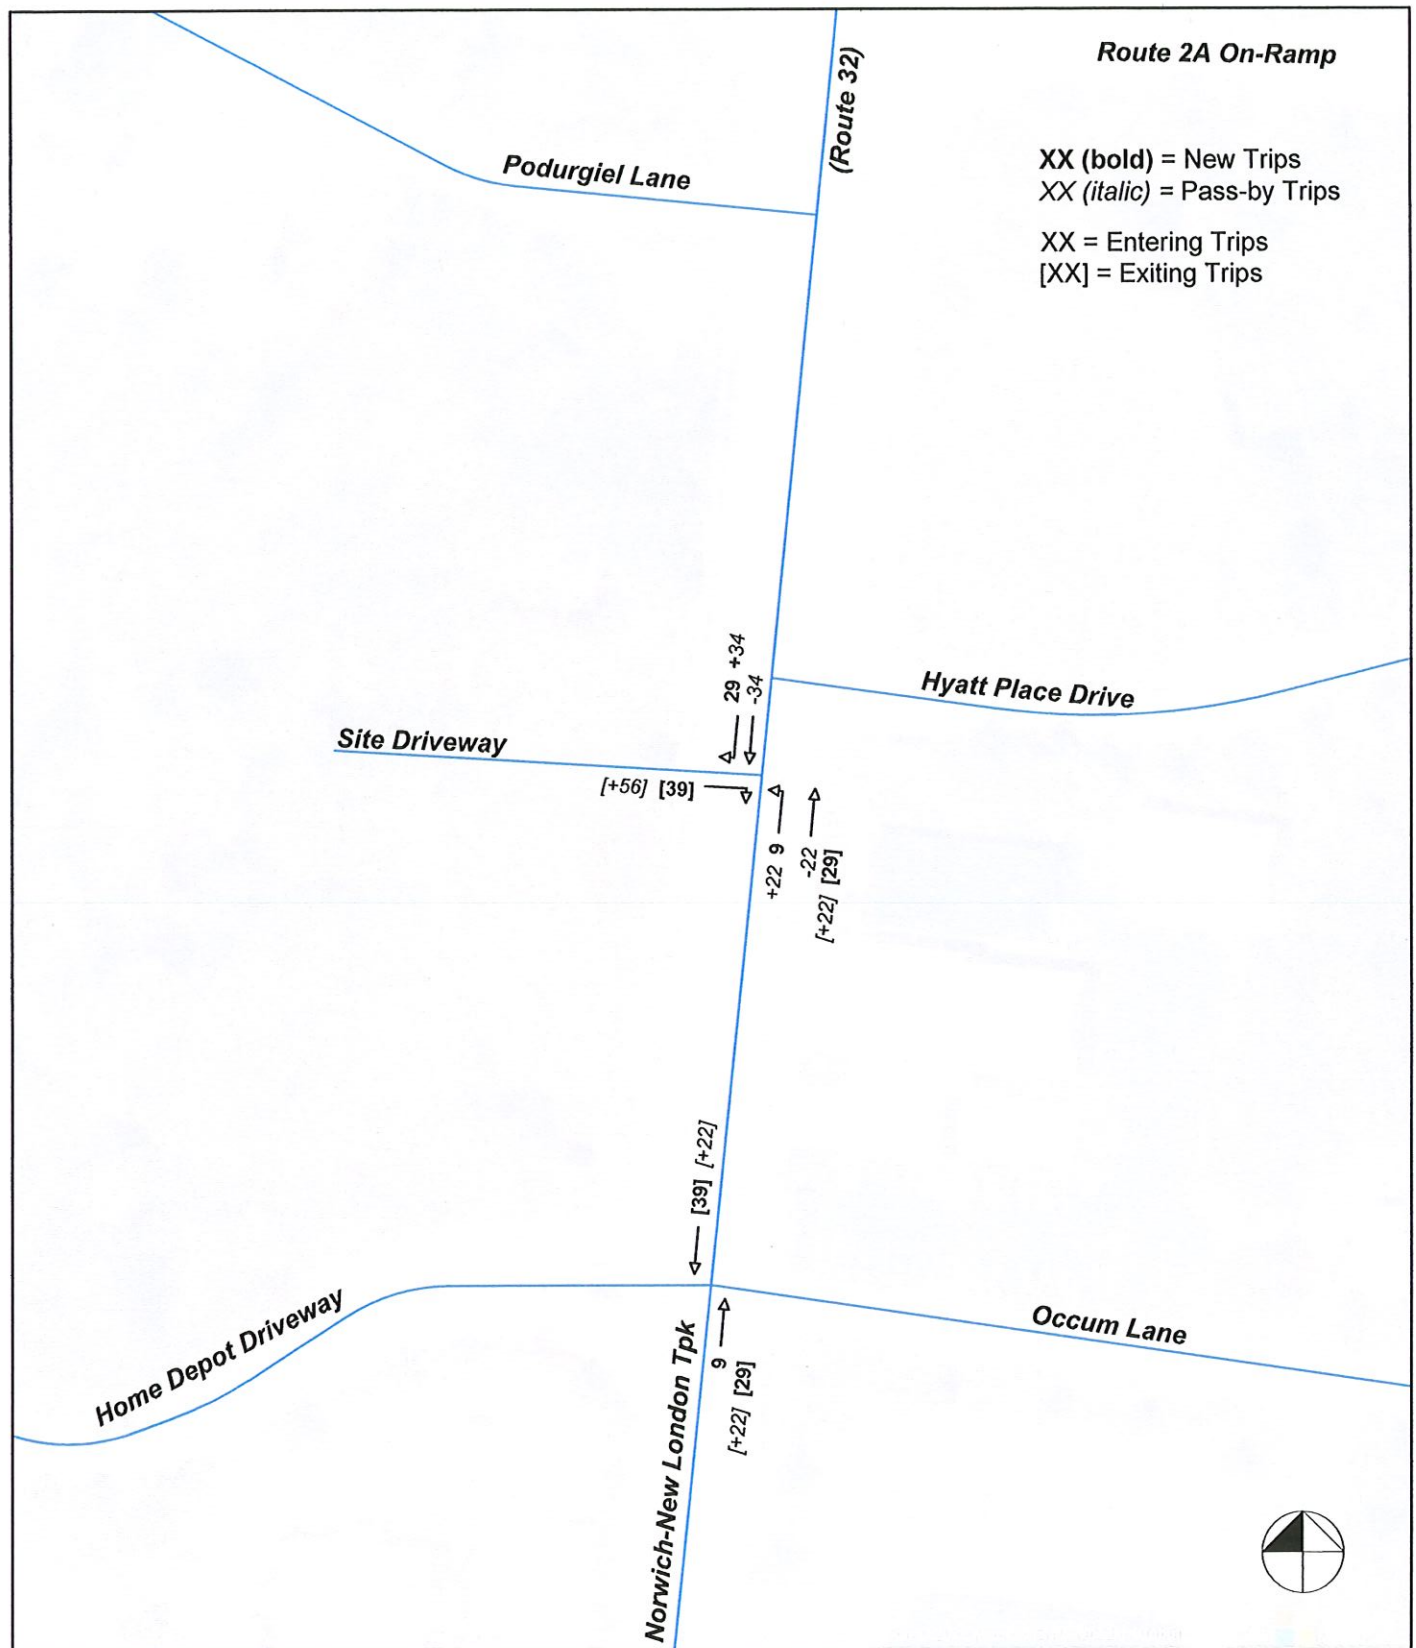 Route 2A On-Ramp
(Route 32)
XX (bold) = New Trips
XX (italic) = Pass-by Trips
XX = Entering Trips
[XX] = Exiting Trips
Podurgiel Lane
29 +34
-34
Hyatt Place Drive
Site Driveway
[+56] [39]
+22 9
-22
[+22] [29]
[39] [+22]
Home Depot Driveway
Occum Lane
9
[+22] [29]
Norwich-New London Tpk